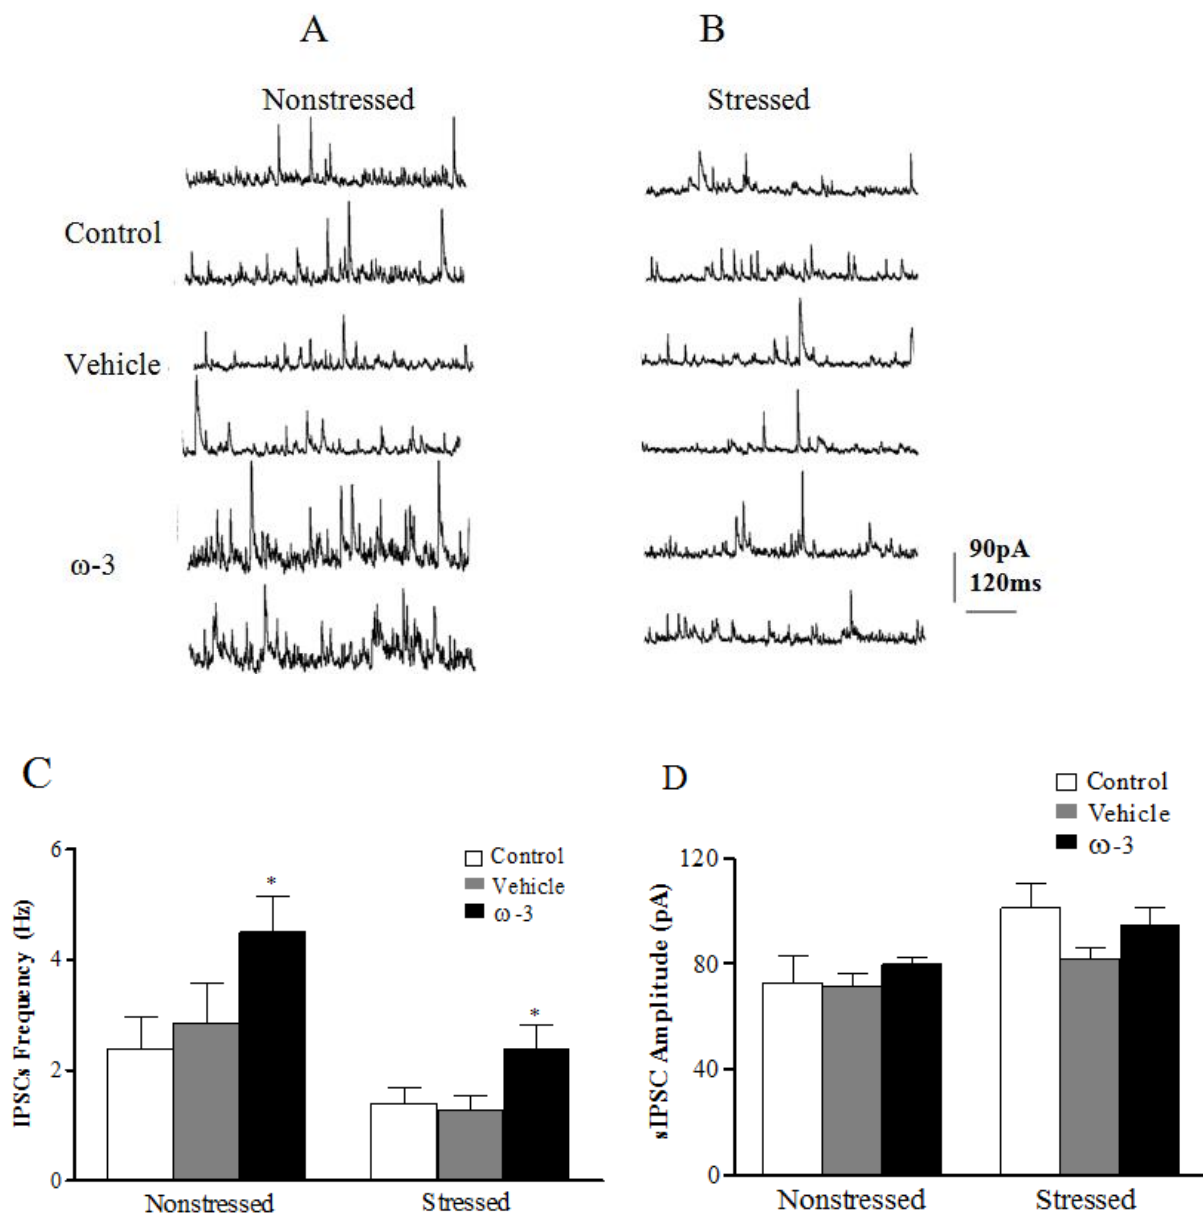 A
B
Nonstressed
Stressed
Control
Vehicle
ω-3
90pA
120ms
C
IPSCs Frequency (Hz)
6
4
2
0
*
*
Control
Vehicle
ω-3
Nonstressed
Stressed
D
sIPSC Amplitude (pA)
120
80
40
0
Control
Vehicle
ω-3
Nonstressed
Stressed